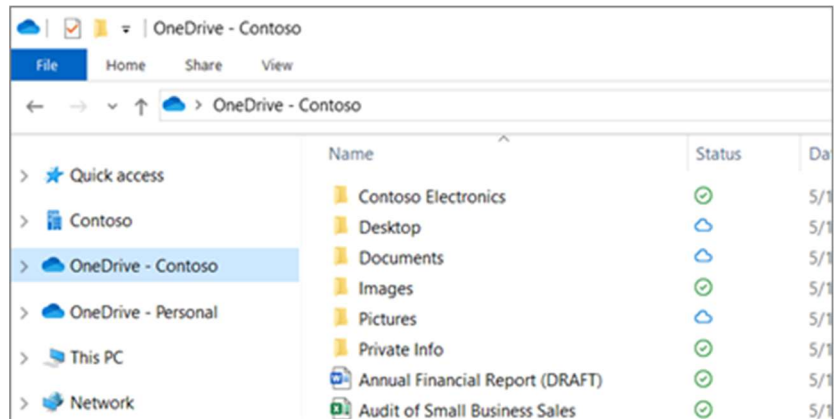 OneDrive - Contoso
File Home Share View
OneDrive - Contoso
Name Status
Quick access
Contoso
OneDrive - Contoso
OneDrive - Personal
This PC
Network
Contoso Electronics
Desktop
Documents
Images
Pictures
Private Info
Annual Financial Report (DRAFT)
Audit of Small Business Sales